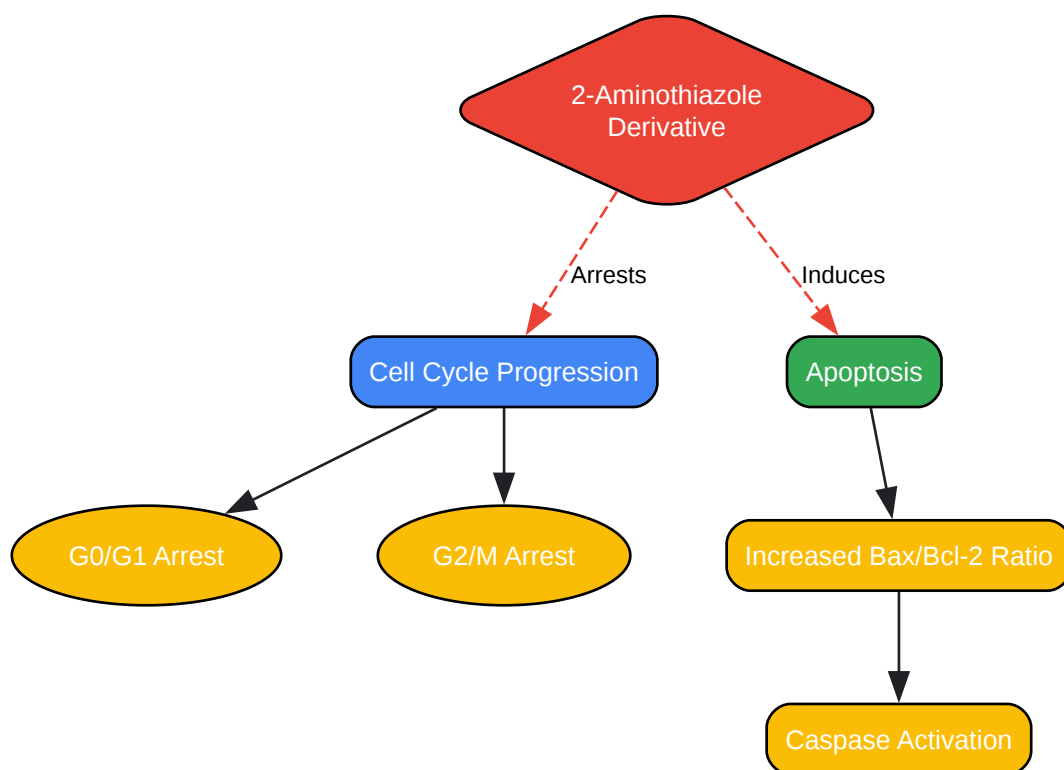 2-Aminothiazole
Derivative
Arrests
Induces
Cell Cycle Progression
Apoptosis
G0/G1 Arrest
G2/M Arrest
Increased Bax/Bcl-2 Ratio
Caspase Activation